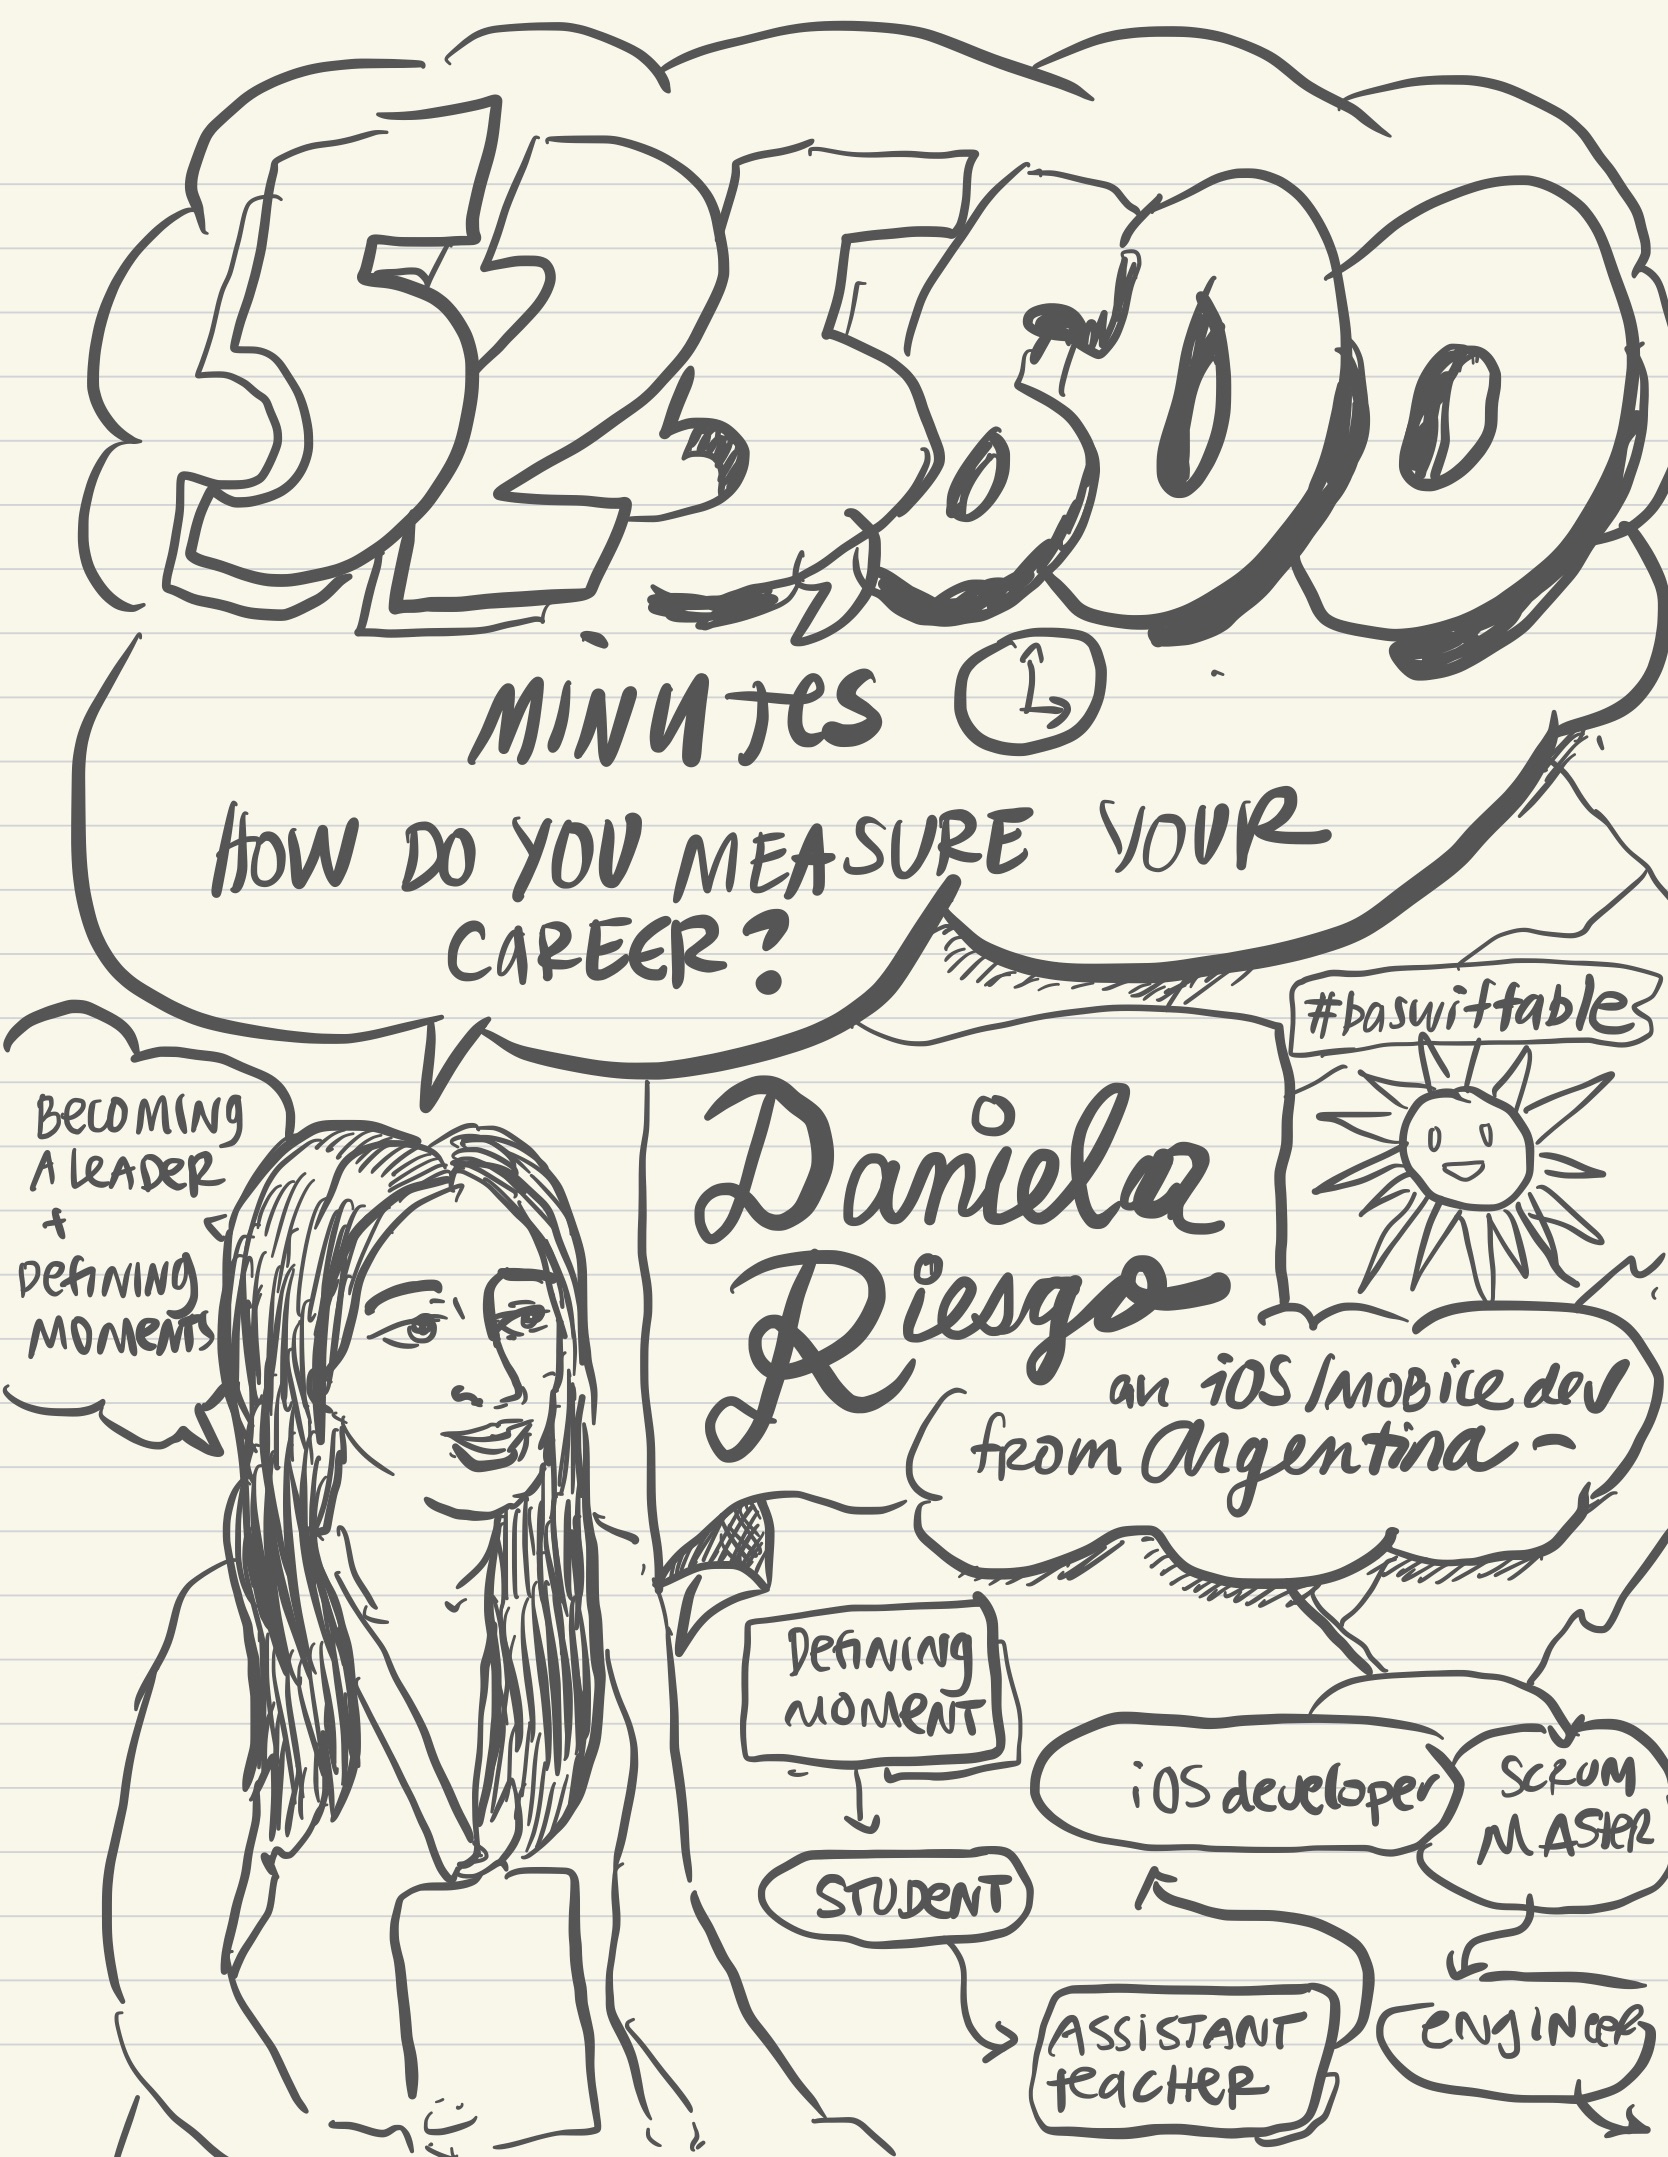 525,600
MINUTES
HOW DO YOU MEASURE YOUR
CAREER?
#baswiftable
BECOMING
A LEADER
+
DEFINING
MOMENTS
Daniela
Riesgo
an iOS/MOBILE dev
from Argentina -
DEFINING
MOMENT
STUDENT
ASSISTANT
TEACHER
iOS developer
SCRUM
MASTER
ENGINEER